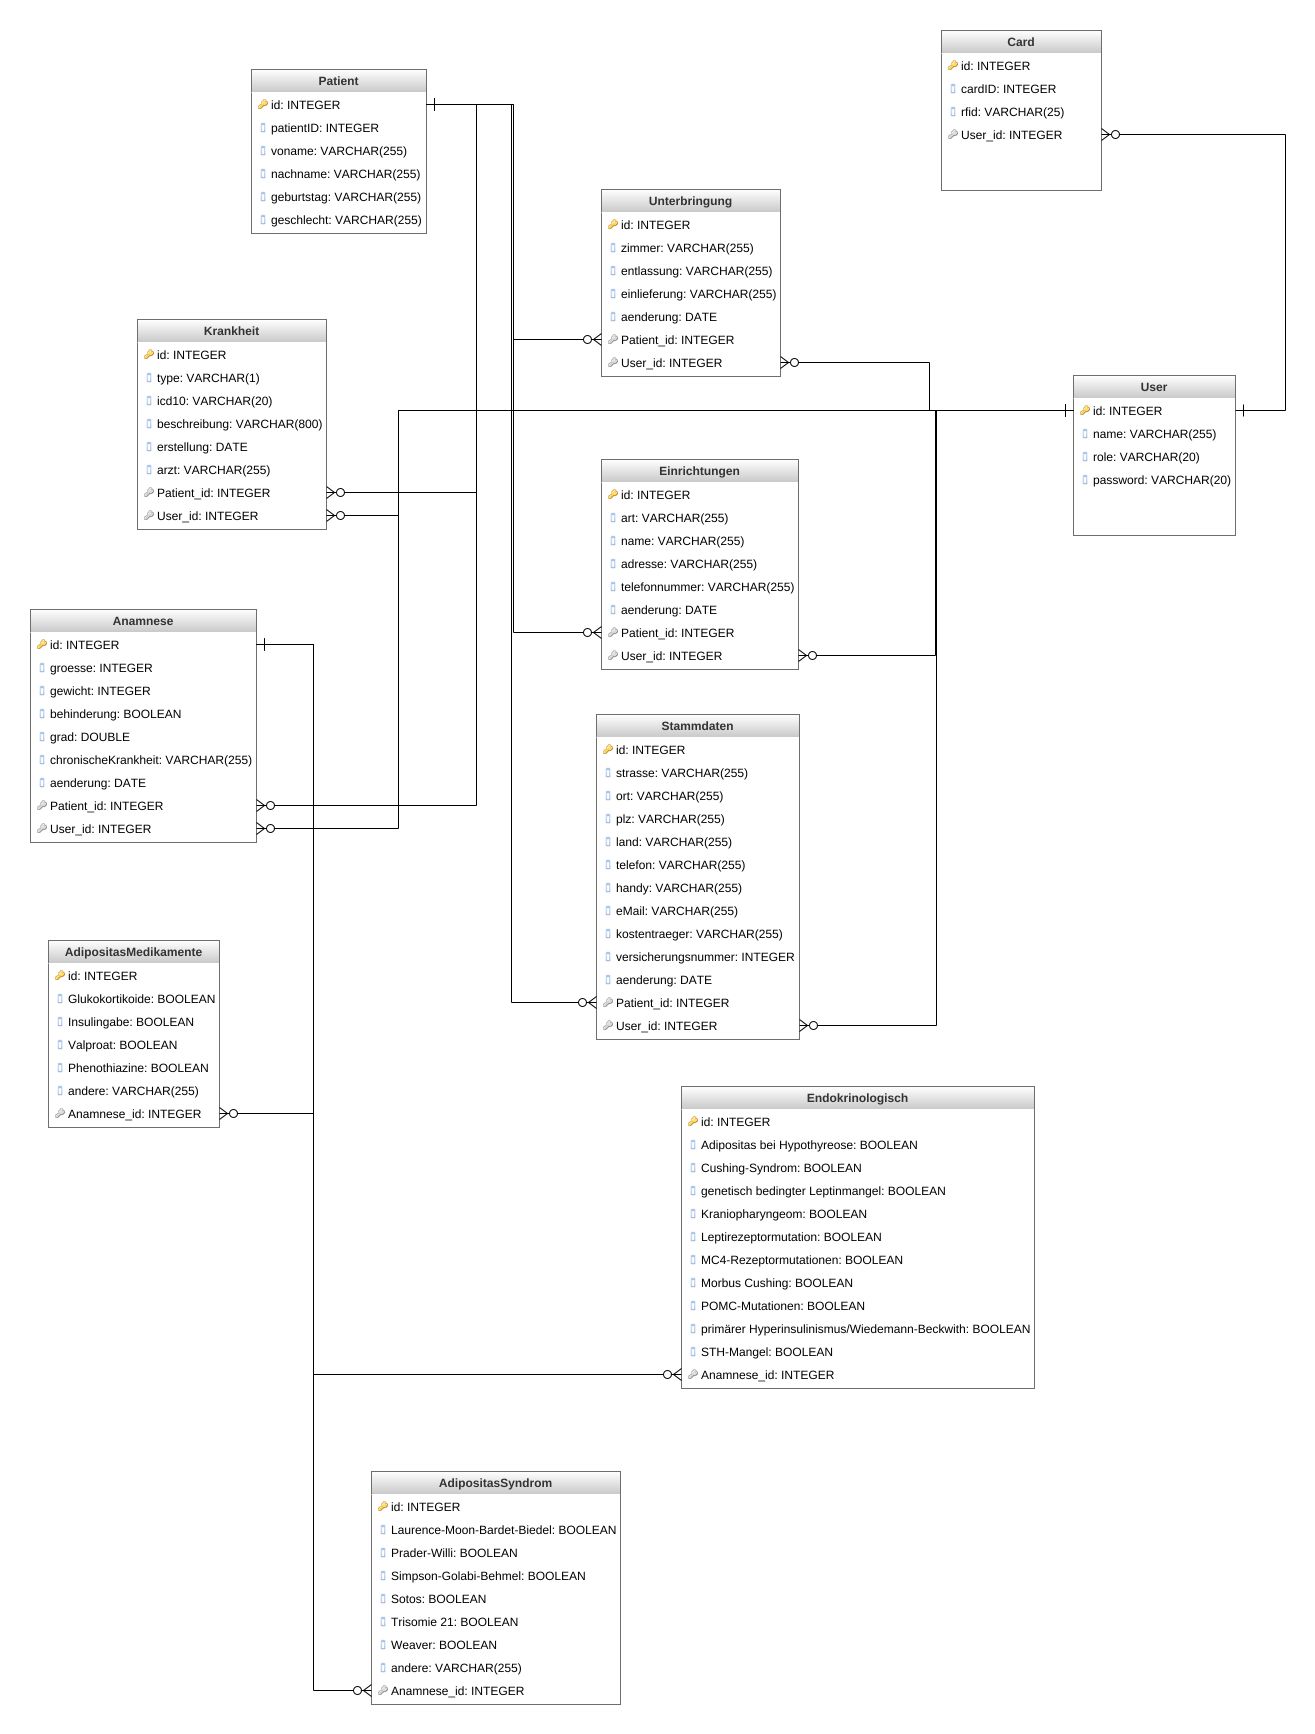 Card
id: INTEGER
cardID: INTEGER
rfid: VARCHAR(25)
User_id: INTEGER
Patient
id: INTEGER
patientID: INTEGER
voname: VARCHAR(255)
nachname: VARCHAR(255)
geburtstag: VARCHAR(255)
geschlecht: VARCHAR(255)
Unterbringung
id: INTEGER
zimmer: VARCHAR(255)
entlassung: VARCHAR(255)
einlieferung: VARCHAR(255)
aenderung: DATE
Patient_id: INTEGER
User_id: INTEGER
Krankheit
id: INTEGER
type: VARCHAR(1)
icd10: VARCHAR(20)
beschreibung: VARCHAR(800)
erstellung: DATE
arzt: VARCHAR(255)
Patient_id: INTEGER
User_id: INTEGER
User
id: INTEGER
name: VARCHAR(255)
role: VARCHAR(20)
password: VARCHAR(20)
Einrichtungen
id: INTEGER
art: VARCHAR(255)
name: VARCHAR(255)
adresse: VARCHAR(255)
telefonnummer: VARCHAR(255)
aenderung: DATE
Patient_id: INTEGER
User_id: INTEGER
Anamnese
id: INTEGER
groesse: INTEGER
gewicht: INTEGER
behinderung: BOOLEAN
grad: DOUBLE
chronischeKrankheit: VARCHAR(255)
aenderung: DATE
Patient_id: INTEGER
User_id: INTEGER
Stammdaten
id: INTEGER
strasse: VARCHAR(255)
ort: VARCHAR(255)
plz: VARCHAR(255)
land: VARCHAR(255)
telefon: VARCHAR(255)
handy: VARCHAR(255)
eMail: VARCHAR(255)
kostentraeger: VARCHAR(255)
versicherungsnummer: INTEGER
aenderung: DATE
Patient_id: INTEGER
User_id: INTEGER
AdipositasMedikamente
id: INTEGER
Glukokortikoide: BOOLEAN
Insulingabe: BOOLEAN
Valproat: BOOLEAN
Phenothiazine: BOOLEAN
andere: VARCHAR(255)
Anamnese_id: INTEGER
Endokrinologisch
id: INTEGER
Adipositas bei Hypothyreose: BOOLEAN
Cushing-Syndrom: BOOLEAN
genetisch bedingter Leptinmangel: BOOLEAN
Kraniopharyngeom: BOOLEAN
Leptirezeptormutation: BOOLEAN
MC4-Rezeptormutationen: BOOLEAN
Morbus Cushing: BOOLEAN
POMC-Mutationen: BOOLEAN
primärer Hyperinsulinismus/Wiedemann-Beckwith: BOOLEAN
STH-Mangel: BOOLEAN
Anamnese_id: INTEGER
AdipositasSyndrom
id: INTEGER
Laurence-Moon-Bardet-Biedel: BOOLEAN
Prader-Willi: BOOLEAN
Simpson-Golabi-Behmel: BOOLEAN
Sotos: BOOLEAN
Trisomie 21: BOOLEAN
Weaver: BOOLEAN
andere: VARCHAR(255)
Anamnese_id: INTEGER